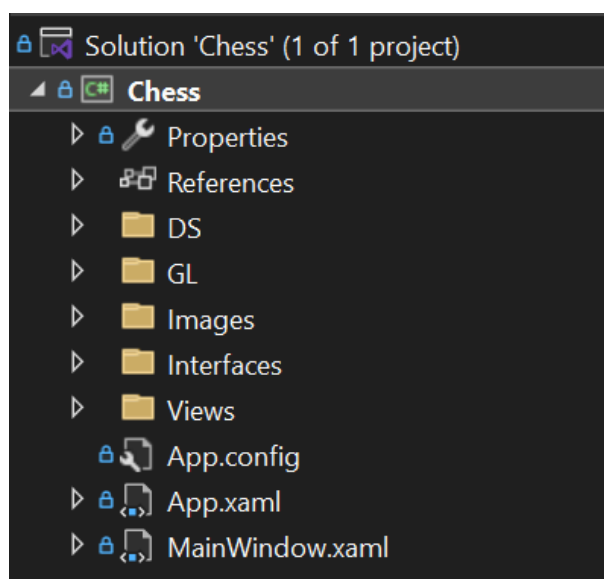 Solution 'Chess' (1 of 1 project)
C# Chess
Properties
References
DS
GL
Images
Interfaces
Views
App.config
App.xaml
MainWindow.xaml